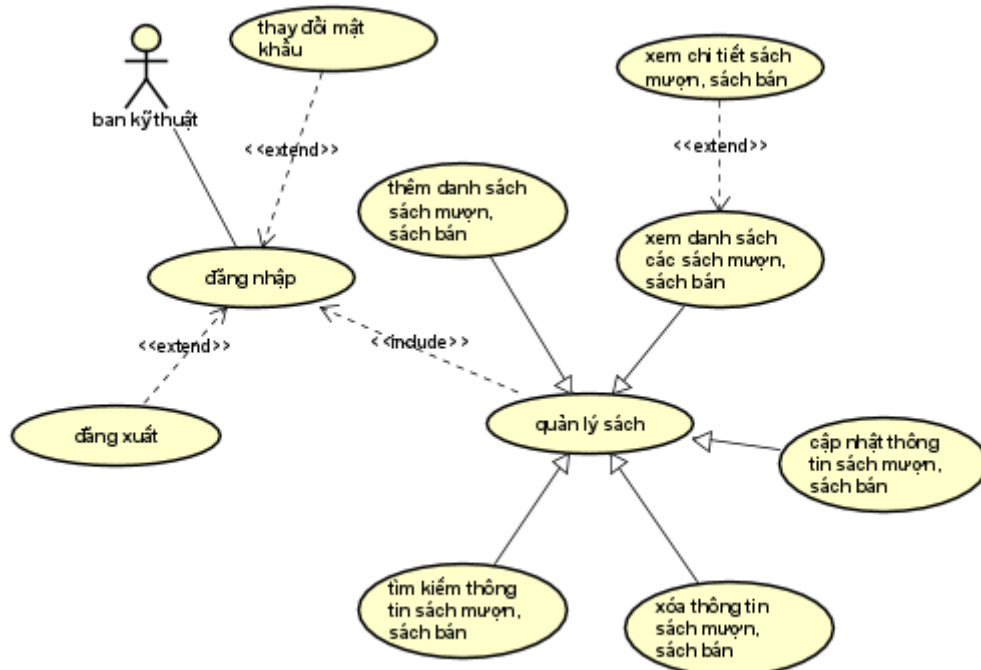 thay đổi mật
khẩu
xem chi tiết sách
mượn, sách bán
ban kỹ thuật
<<extend>>
<<extend>>
thêm danh sách
sách mượn,
sách bán
xem danh sách
các sách mượn,
sách bán
đăng nhập
<<extend>>
<<include>>
đăng xuất
quản lý sách
cập nhật thông
tin sách mượn,
sách bán
tìm kiếm thông
tin sách mượn,
sách bán
xóa thông tin
sách mượn,
sách bán